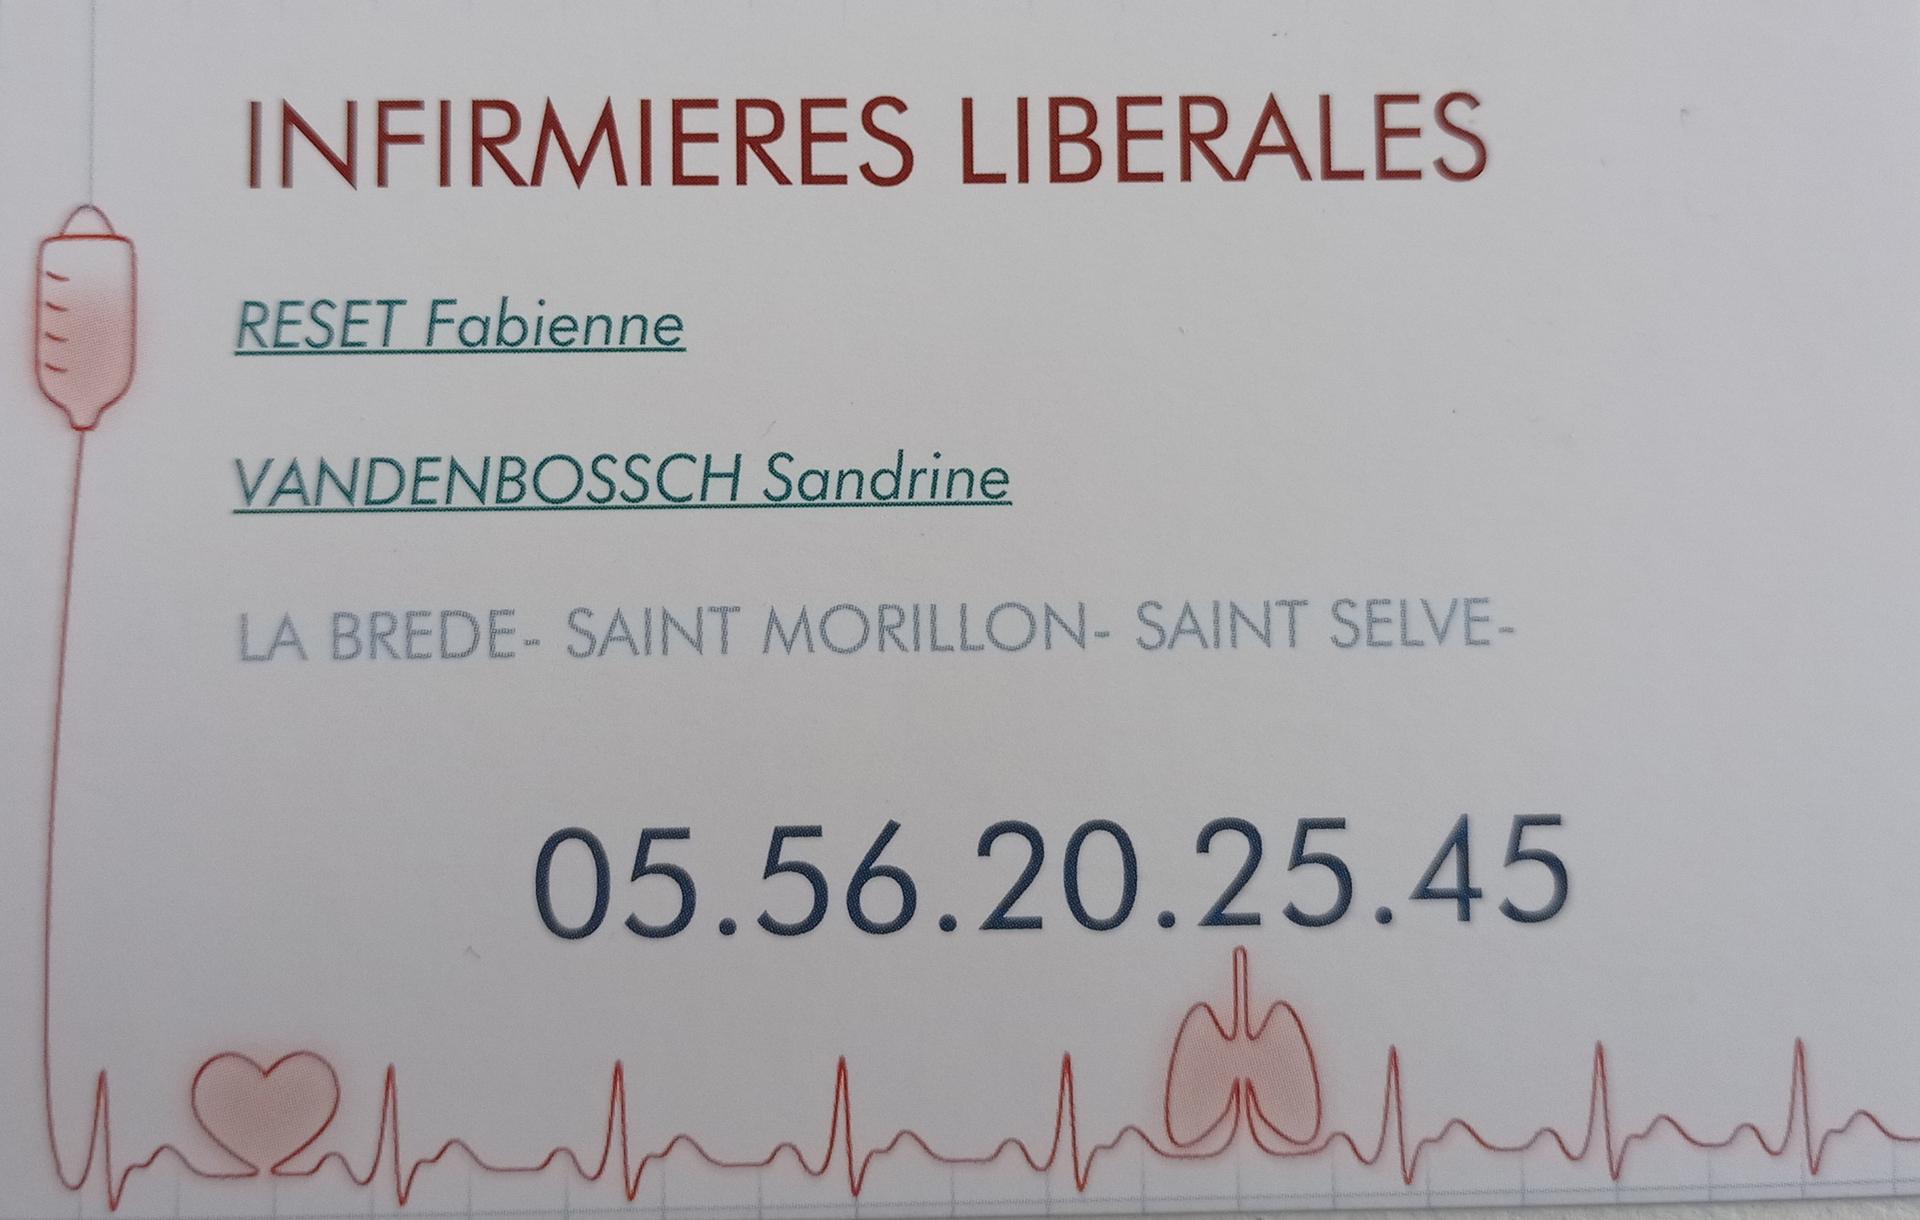 INFIRMIERES LIBERALES
RESET Fabienne
VANDENBOSSCH Sandrine
LA BREDE- SAINT MORILLON- SAINT SELVE-
05.56.20.25.45